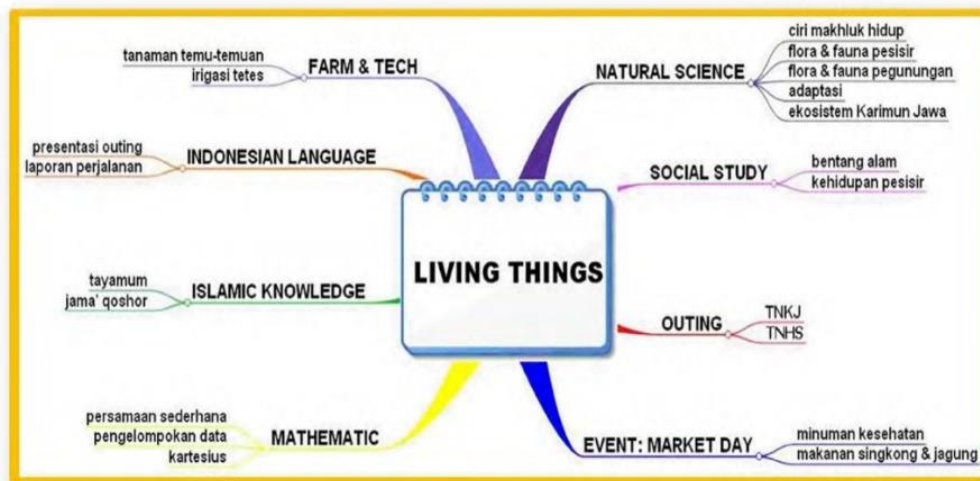 LIVING THINGS
FARM & TECH
tanaman temu-temuan
irigasi tetes
INDONESIAN LANGUAGE
presentasi outing
laporan perjalanan
ISLAMIC KNOWLEDGE
tayamum
jama' qoshor
MATHEMATIC
persamaan sederhana
pengelompokan data
kartesius
NATURAL SCIENCE
ciri makhluk hidup
flora & fauna pesisir
flora & fauna pegunungan
adaptasi
ekosistem Karimun Jawa
SOCIAL STUDY
bentang alam
kehidupan pesisir
OUTING
TNKJ
TNHS
EVENT: MARKET DAY
minuman kesehatan
makanan singkong & jagung